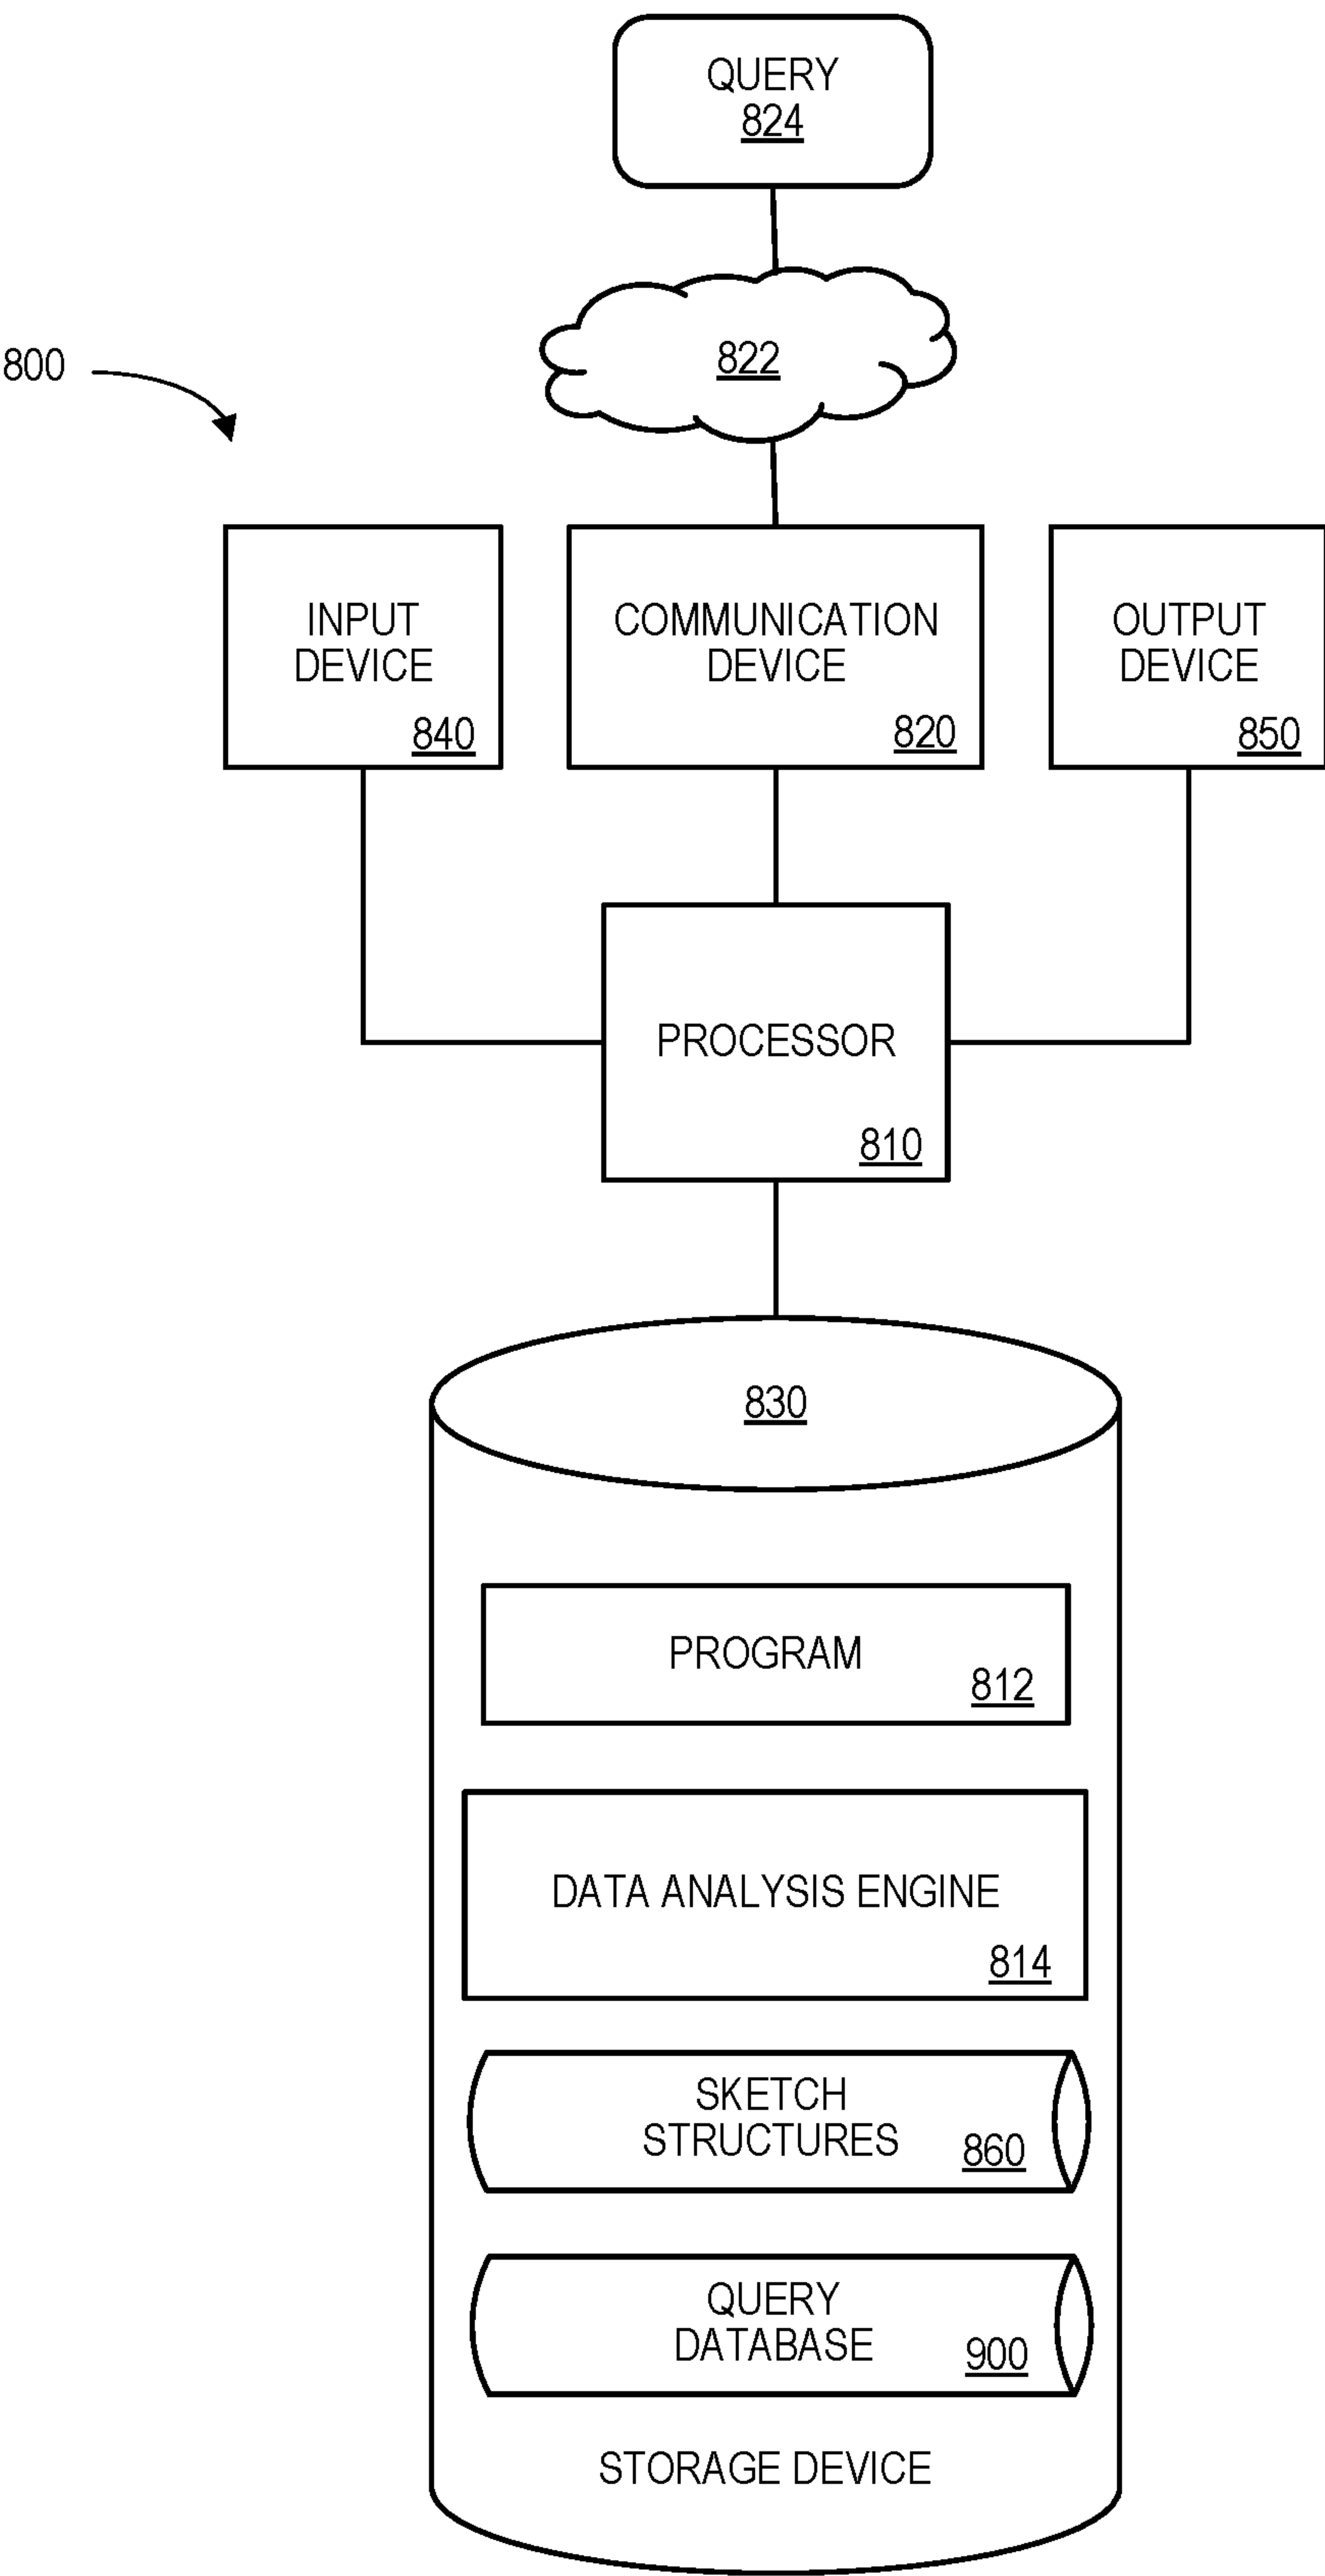 QUERY
824
822
800
INPUT
DEVICE
840
COMMUNICATION
DEVICE
820
OUTPUT
DEVICE
850
PROCESSOR
810
830
PROGRAM
812
DATA ANALYSIS ENGINE
814
SKETCH
STRUCTURES
860
QUERY
DATABASE
900
STORAGE DEVICE